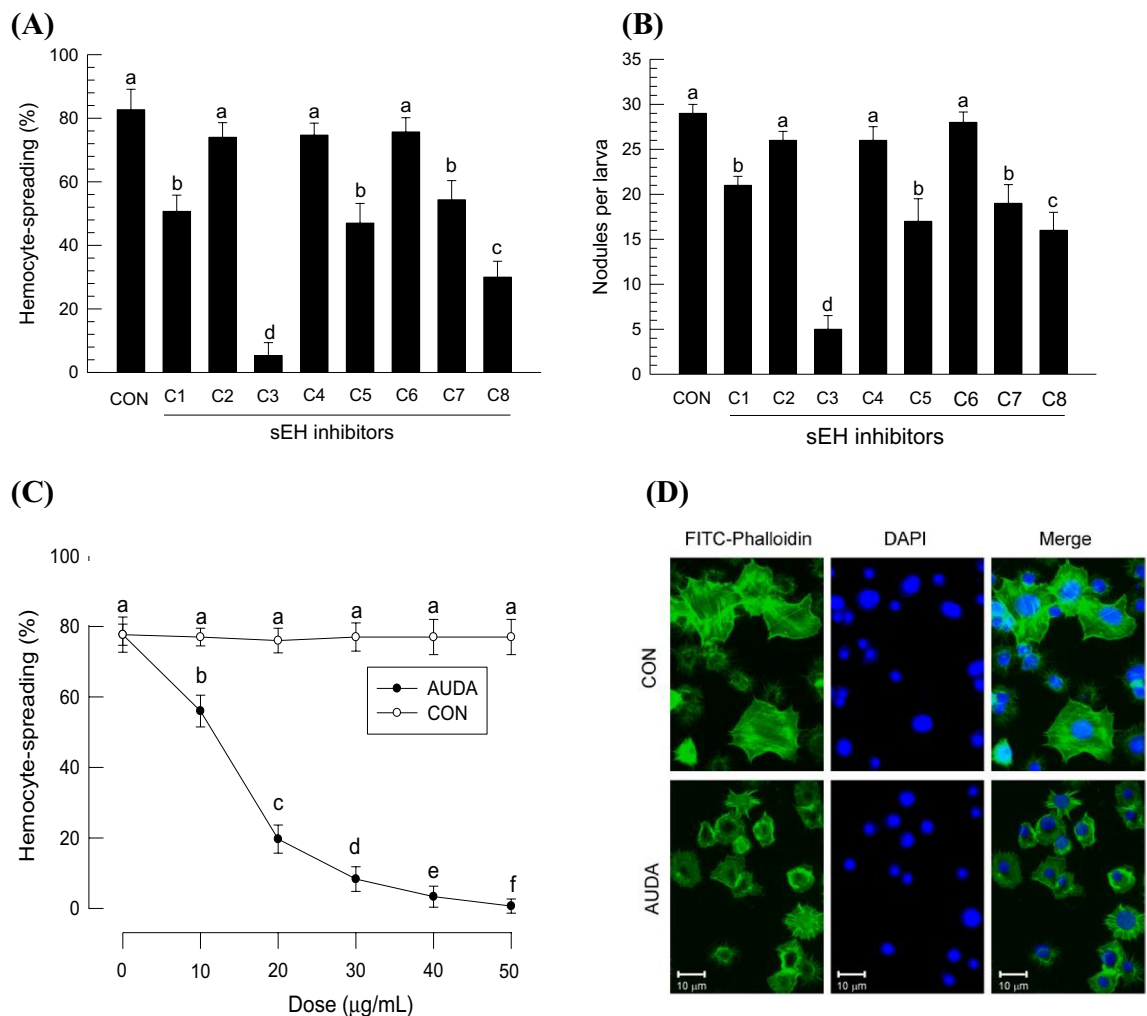 (A)
Hemocyte-spreading (%)
100
80
60
40
20
0
a
b
a
d
a
b
a
b
c
CON
C1
C2
C3
C4
C5
C6
C7
C8
sEH inhibitors
(B)
Nodules per larva
35
30
25
20
15
10
5
0
a
b
a
d
a
b
a
b
c
CON
C1
C2
C3
C4
C5
C6
C7
C8
sEH inhibitors
(C)
Hemocyte-spreading (%)
100
80
60
40
20
0
a
a
a
a
a
a
b
c
d
e
f
AUDA
CON
0
10
20
30
40
50
Dose (µg/mL)
(D)
FITC-Phalloidin
DAPI
Merge
CON
AUDA
10 µm
10 µm
10 µm